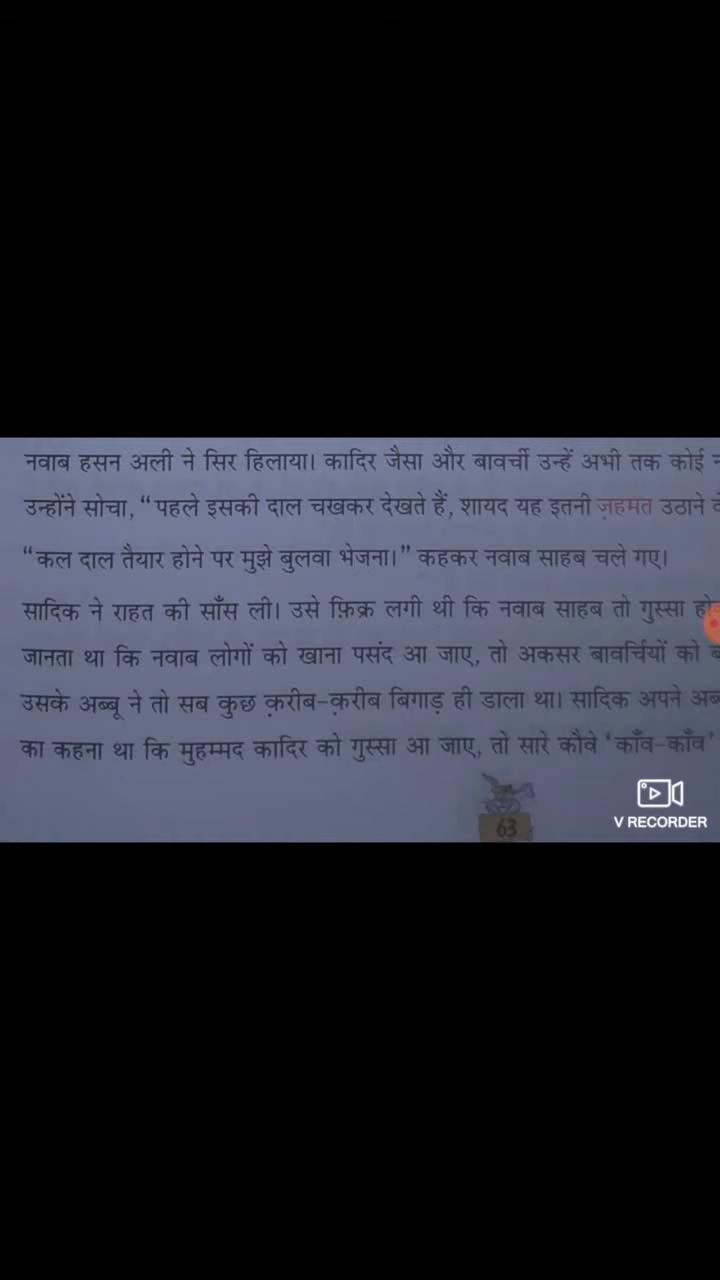 नवाब हसन अली ने सिर हिलाया। कादिर जैसा और बावर्ची उन्हें अभी तक कोई
उन्होंने सोचा, “पहले इसकी दाल चखकर देखते हैं, शायद यह इतनी ज़हमत उठाने
“कल दाल तैयार होने पर मुझे बुलवा भेजना।” कहकर नवाब साहब चले गए।
सादिक ने राहत की साँस ली। उसे फ़िक्र लगी थी कि नवाब साहब तो गुस्सा हो
जानता था कि नवाब लोगों को खाना पसंद आ जाए, तो अकसर बावर्चियों को
उसके अब्बू ने तो सब कुछ क़रीब-क़रीब बिगाड़ ही डाला था। सादिक अपने
का कहना था कि मुहम्मद कादिर को गुस्सा आ जाए, तो सारे कौवे ‘काँव-काँव’
63
V RECORDER